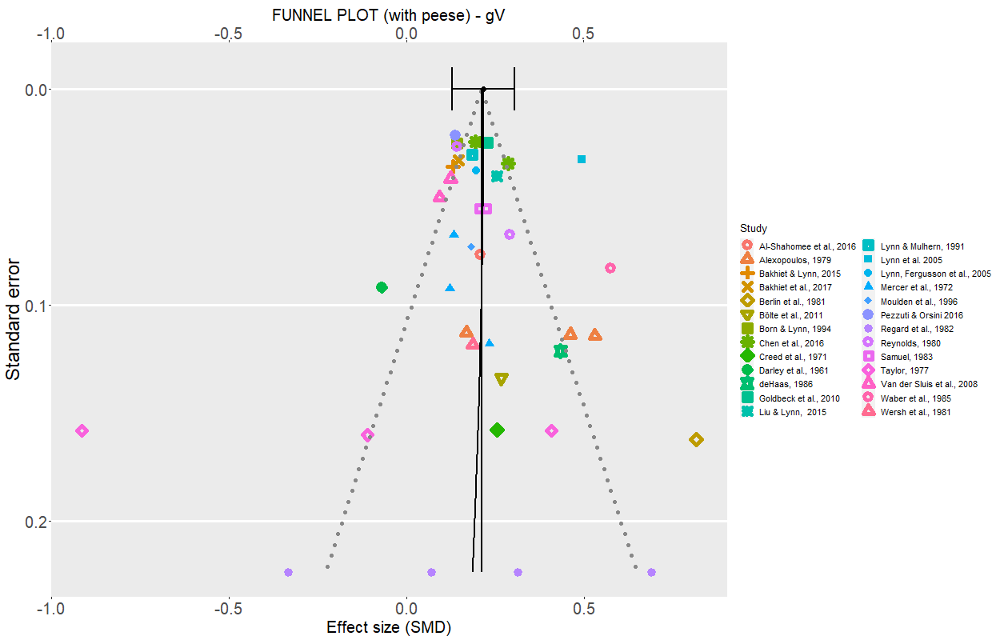 FUNNEL PLOT (with peese) - gV
-1.0 -0.5 0.0 0.5
0.0
0.1
0.2
Standard error
-1.0 -0.5 0.0 0.5
Effect size (SMD)
Study
Al-Shahomee et al., 2016
Alexopoulos, 1979
Bakhiet & Lynn, 2015
Bakhiet et al., 2017
Berlin et al., 1981
Bölte et al., 2011
Born & Lynn, 1994
Chen et al., 2016
Creed et al., 1971
Darley et al., 1961
deHaas, 1986
Goldbeck et al., 2010
Liu & Lynn, 2015
Lynn & Mulhern, 1991
Lynn et al. 2005
Lynn, Fergusson et al., 2005
Mercer et al., 1972
Moulden et al., 1996
Pezzuti & Orsini 2016
Regard et al., 1982
Reynolds, 1980
Samuel, 1983
Taylor, 1977
Van der Sluis et al., 2008
Waber et al., 1985
Wersh et al., 1981